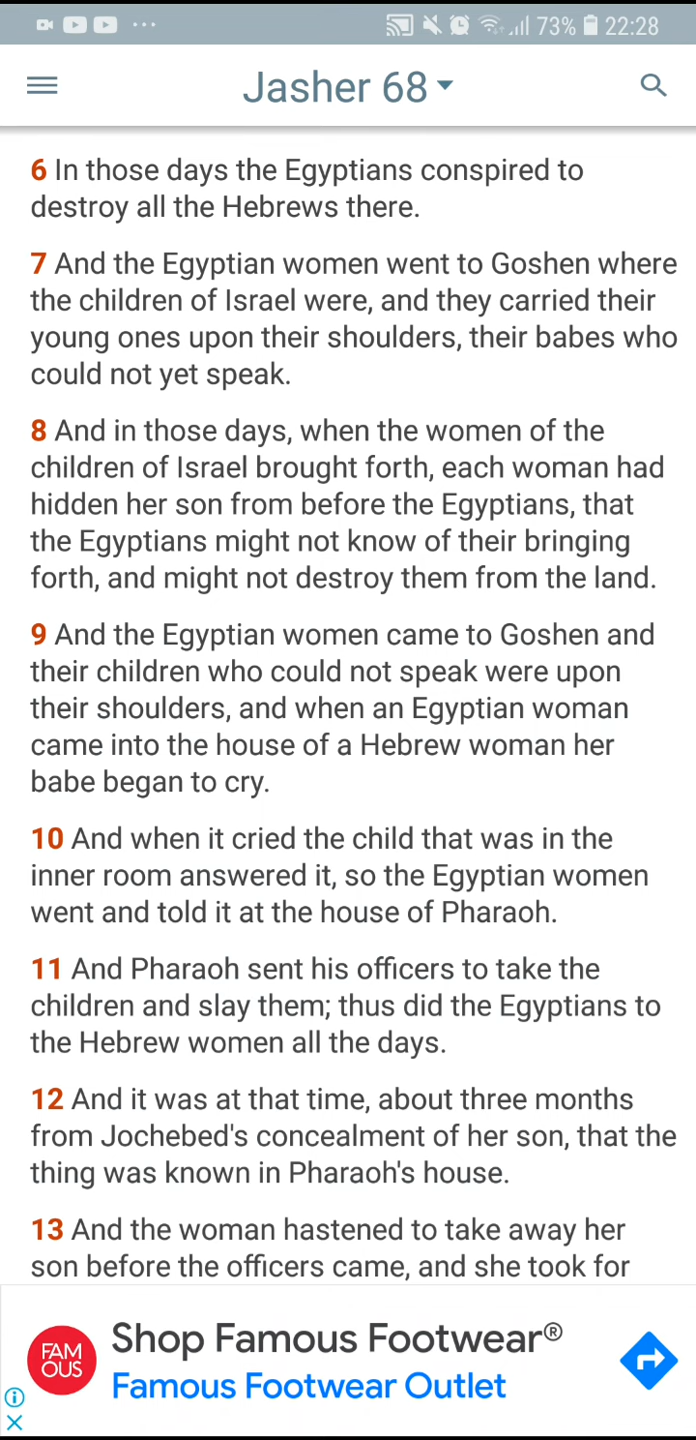 73% 22:28
Jasher 68
6 In those days the Egyptians conspired to
destroy all the Hebrews there.
7 And the Egyptian women went to Goshen where
the children of Israel were, and they carried their
young ones upon their shoulders, their babes who
could not yet speak.
8 And in those days, when the women of the
children of Israel brought forth, each woman had
hidden her son from before the Egyptians, that
the Egyptians might not know of their bringing
forth, and might not destroy them from the land.
9 And the Egyptian women came to Goshen and
their children who could not speak were upon
their shoulders, and when an Egyptian woman
came into the house of a Hebrew woman her
babe began to cry.
10 And when it cried the child that was in the
inner room answered it, so the Egyptian women
went and told it at the house of Pharaoh.
11 And Pharaoh sent his officers to take the
children and slay them; thus did the Egyptians to
the Hebrew women all the days.
12 And it was at that time, about three months
from Jochebed's concealment of her son, that the
thing was known in Pharaoh's house.
13 And the woman hastened to take away her
son before the officers came, and she took for
FAM
OUS
Shop Famous Footwear®
Famous Footwear Outlet